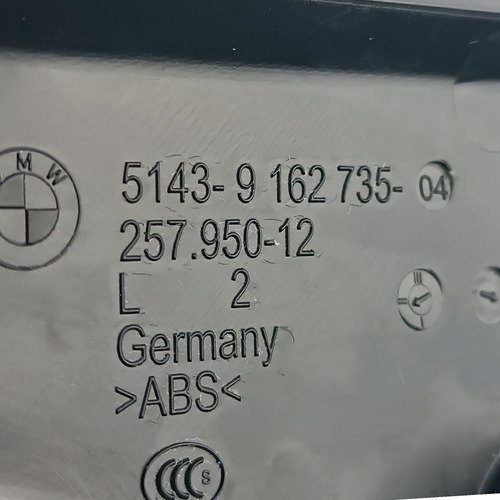 BMW
5143- 9 162 735- 04
257.950-12
L 2
Germany
>ABS<
CCC S